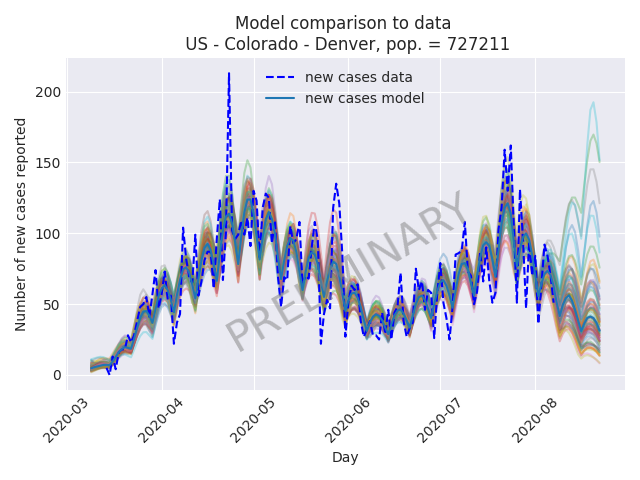 Model comparison to data
US - Colorado - Denver, pop. = 727211
new cases data
new cases model
200
150
100
50
0
Number of new cases reported
PRELIMINARY
2020-03
2020-04
2020-05
2020-06
2020-07
2020-08
Day